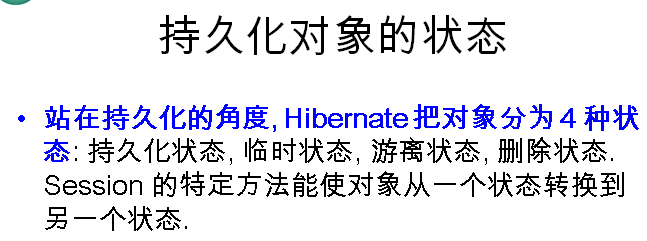 持久化对象的状态
• 站在持久化的角度, Hibernate 把对象分为 4 种状
态: 持久化状态, 临时状态, 游离状态, 删除状态.
Session 的特定方法能使对象从一个状态转换到
另一个状态.